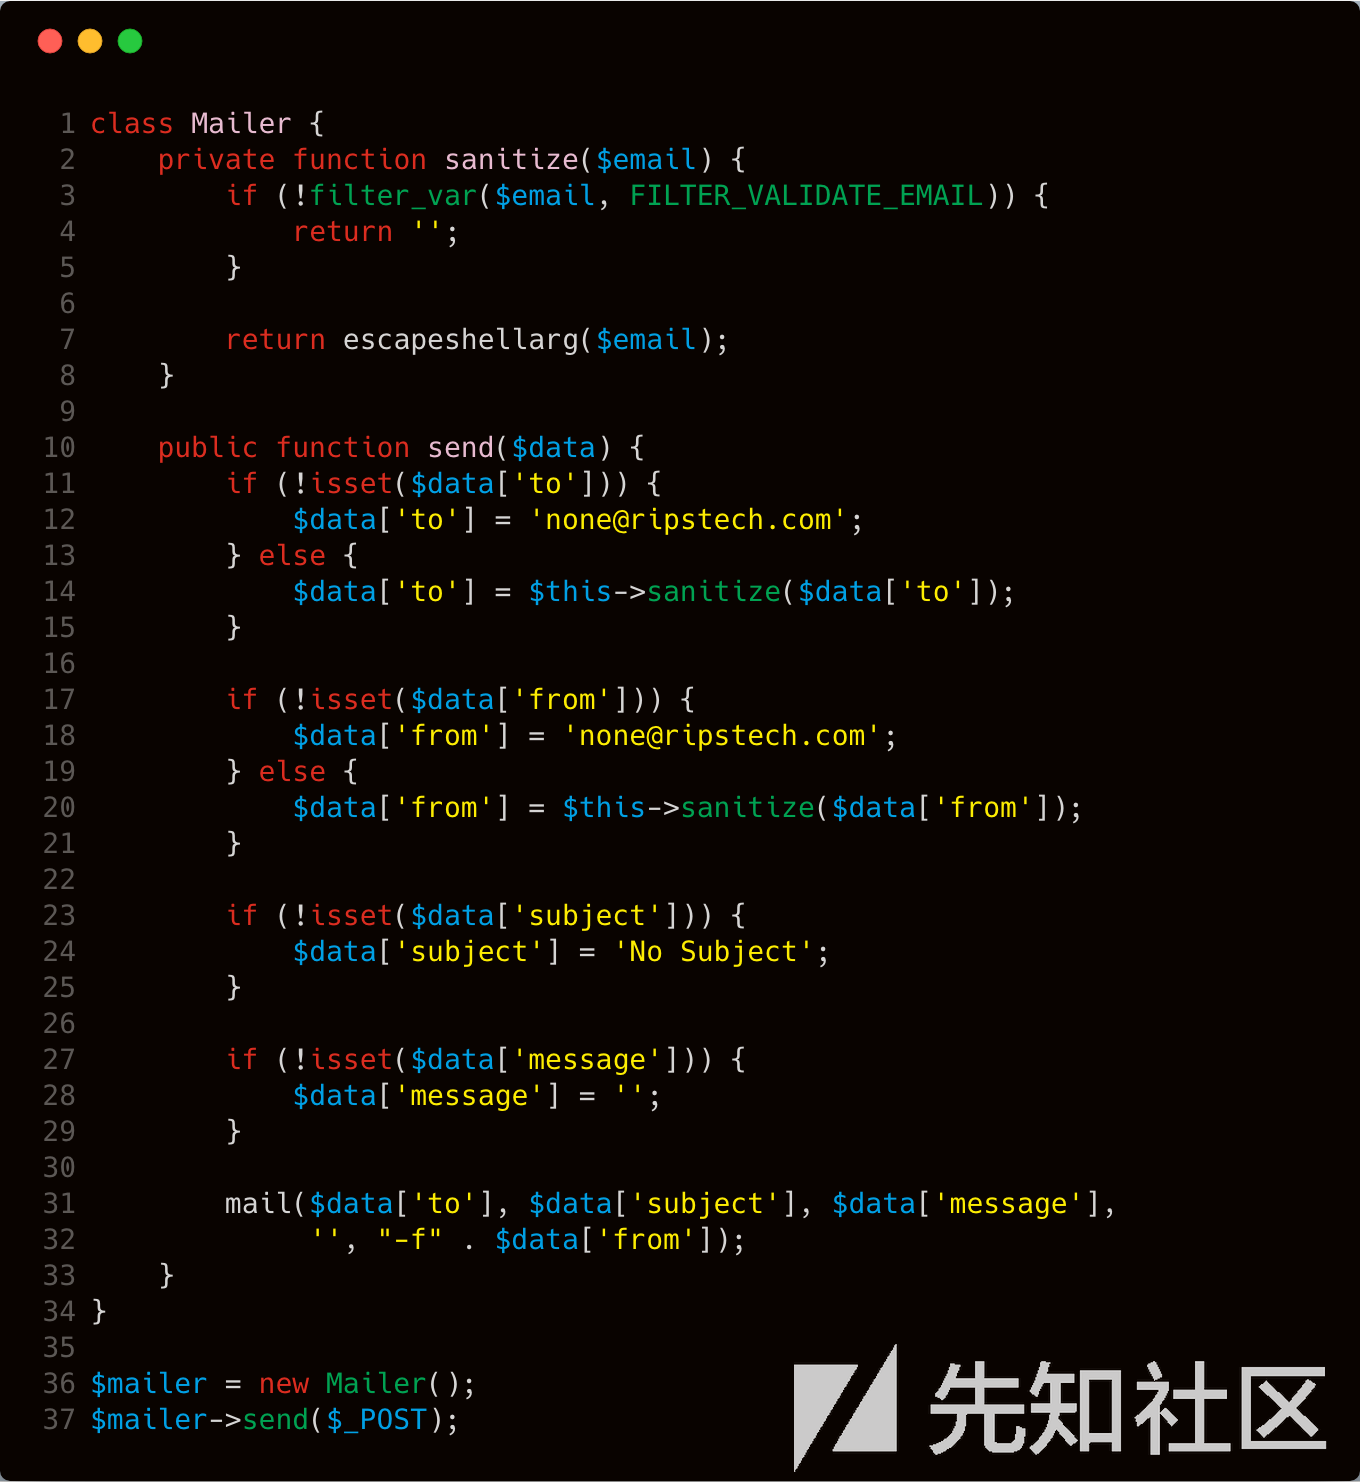 1 class Mailer {
2     private function sanitize($email) {
3         if (!filter_var($email, FILTER_VALIDATE_EMAIL)) {
4             return '';
5         }
6
7         return escapeshellarg($email);
8     }
9
10     public function send($data) {
11         if (!isset($data['to'])) {
12             $data['to'] = 'none@ripstech.com';
13         } else {
14             $data['to'] = $this->sanitize($data['to']);
15         }
16
17         if (!isset($data['from'])) {
18             $data['from'] = 'none@ripstech.com';
19         } else {
20             $data['from'] = $this->sanitize($data['from']);
21         }
22
23         if (!isset($data['subject'])) {
24             $data['subject'] = 'No Subject';
25         }
26
27         if (!isset($data['message'])) {
28             $data['message'] = '';
29         }
30
31         mail($data['to'], $data['subject'], $data['message'],
32              '', "-f" . $data['from']);
33     }
34 }
35
36 $mailer = new Mailer();
37 $mailer->send($_POST);
先知社区